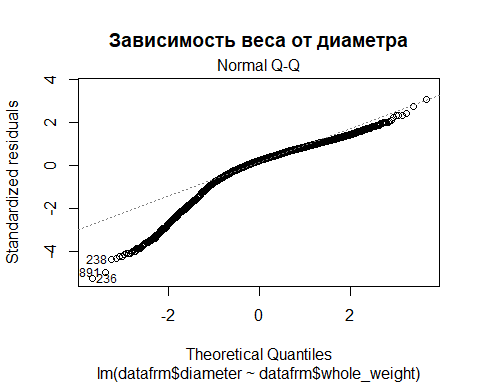 Зависимость веса от диаметра
Normal Q-Q
Standardized residuals
4
2
0
-2
-4
238
891
236
-2
0
2
Theoretical Quantiles
lm(datafrm$diameter ~ datafrm$whole_weight)